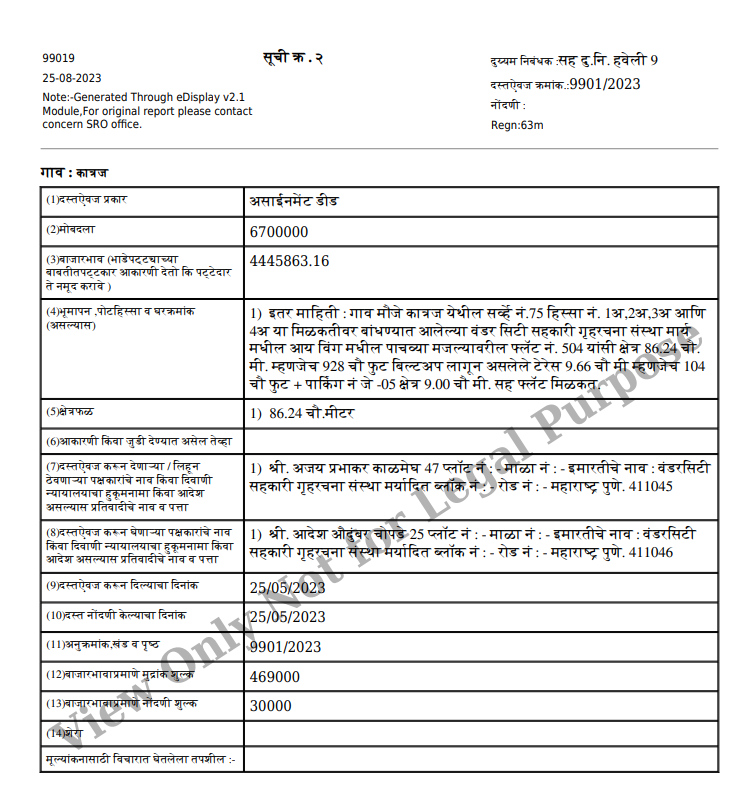 99019
सूची क्र . २
दुय्यम निबंधक :सह दु.नि. हवेली 9
25-08-2023
दस्तऐवज कमांक.:9901/2023
Note:-Generated Through eDisplay v2.1
Module,For original report please contact
concern SRO office.
नोंदणी :
Regn:63m
गाव : कात्रज
(1)दस्तऐवज प्रकार
असाईनमेंट डीड
(2)मोबदला
6700000
(3)बाजारभाव (भाडेपटट्याच्या
बाबतीतपट्टकार आकारणी देतो कि पट्टेदार
ते नमूद करावे )
4445863.16
(4)भूमापन ,पोटहिस्सा व घरक्रमांक
(असल्यास)
1) इतर माहिती : गाव मौजे कात्रज येथील सर्व्हे नं.75 हिस्सा नं. 1अ,2अ,3अ आणि
4अ या मिळकतीवर बांधण्यात आलेल्या वंडर सिटी सहकारी गृहरचना संस्था मार्य
मधील आय विंग मधील पाचव्या मजल्यावरील फ्लॅट नं. 504 यांसी क्षेत्र 86.24 चौ.
मी. म्हणजेच 928 चौ फुट बिल्टअप लागून असलेले टेरेस 9.66 चौ मी म्हणजेच 104
चौ फुट + पार्किंग नं जे -05 क्षेत्र 9.00 चौ मी. सह फ्लॅट मिळकत.
(5)क्षेत्रफळ
1) 86.24 चौ.मीटर
(6)आकारणी किंवा जुडी देण्यात असेल तेव्हा
(7)दस्तऐवज करून देणाऱ्या / लिहून
ठेवणाऱ्या पक्षकारांचे नाव किंवा दिवाणी
न्यायालयाचा हुकूमनामा किंवा आदेश
असल्यास प्रतिवादीचे नाव व पत्ता
1) श्री. अजय प्रभाकर काळमेघ 47 प्लॉट नं : - माळा नं : - इमारतीचे नाव : वंडरसिटी
सहकारी गृहरचना संस्था मर्यादित ब्लॉक नं : - रोड नं : - महाराष्ट्र पुणे. 411045
(8)दस्तऐवज करून घेणाऱ्या पक्षकारांचे नाव
किंवा दिवाणी न्यायालयाचा हुकूमनामा किंवा
आदेश असल्यास प्रतिवादीचे नाव व पत्ता
1) श्री. आदेश औदुंबर चोपडे 25 प्लॉट नं : - माळा नं : - इमारतीचे नाव : वंडरसिटी
सहकारी गृहरचना संस्था मर्यादित ब्लॉक नं : - रोड नं : - महाराष्ट्र पुणे. 411046
(9)दस्तऐवज करून दिल्याचा दिनांक
25/05/2023
(10)दस्त नोंदणी केल्याचा दिनांक
25/05/2023
(11)अनुक्रमांक,खंड व पृष्ठ
9901/2023
(12)बाजारभावाप्रमाणे मुद्रांक शुल्क
469000
(13)बाजारभावाप्रमाणे नोंदणी शुल्क
30000
(14)शेरा
मूल्यांकनासाठी विचारात घेतलेला तपशील :-
View Only Not for Legal Purpose